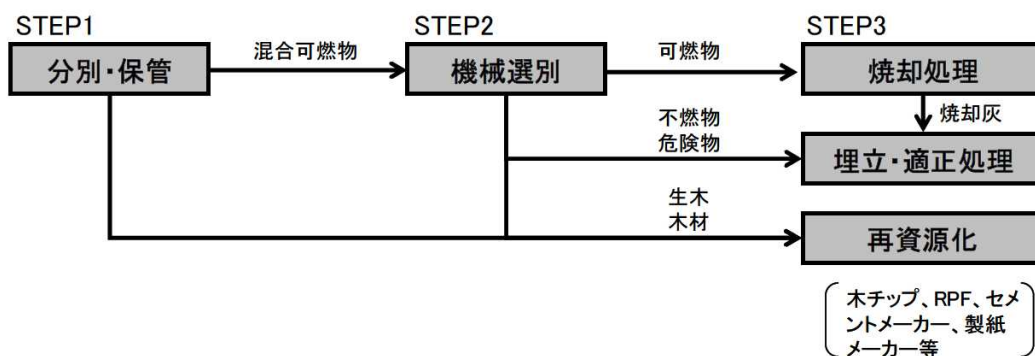 STEP1
STEP2
STEP3
分別・保管
混合可燃物
機械選別
可燃物
焼却処理
焼却灰
不燃物
危険物
埋立・適正処理
生木
木材
再資源化
木チップ、RPF、セメ
ントメーカー、製紙
メーカー等